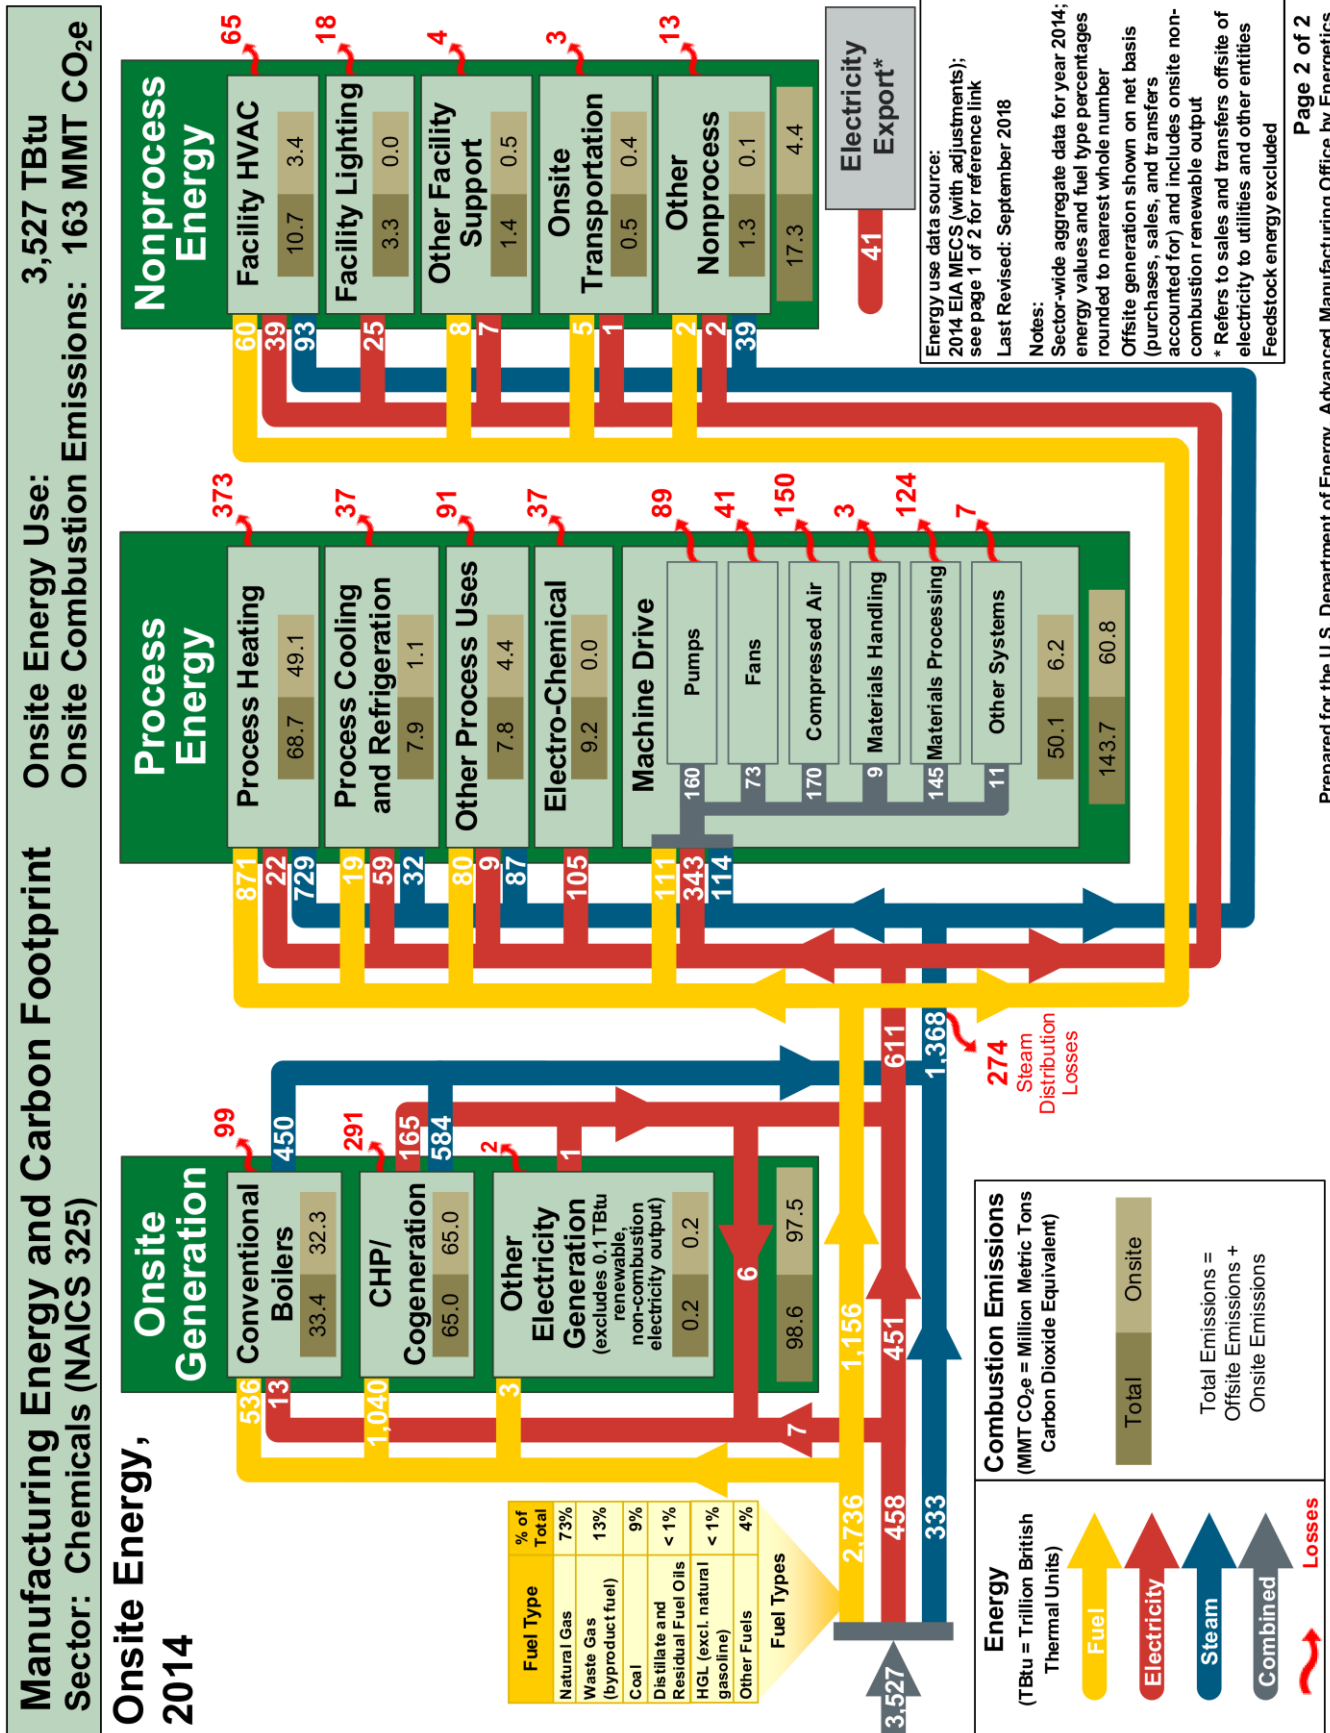 Manufacturing Energy and Carbon Footprint
Sector: Chemicals (NAICS 325)
Onsite Energy Use: 3,527 TBtu
Onsite Combustion Emissions: 163 MMT CO₂e
Onsite Energy,
2014
Fuel Type
% of
Total
Natural Gas
73%
Waste Gas
(byproduct fuel)
13%
Coal
9%
Distillate and
Residual Fuel Oils
< 1%
HGL (excl. natural
gasoline)
< 1%
Other Fuels
4%
Fuel Types
3,527
2,736
458
333
7
451
1,156
6
Onsite
Generation
536
13
Conventional
Boilers
33.4
32.3
99
450
1,040
CHP/
Cogeneration
65.0
65.0
291
165
584
3
Other
Electricity
Generation
(excludes 0.1 TBtu
renewable,
non-combustion
electricity output)
0.2
0.2
2
1
98.6
97.5
611
1,368
274
Steam
Distribution
Losses
Process
Energy
871
22
729
Process Heating
68.7
49.1
373
19
59
32
Process Cooling
and Refrigeration
7.9
1.1
37
80
9
87
Other Process Uses
7.8
4.4
91
105
Electro-Chemical
9.2
0.0
37
111
343
114
Machine Drive
160
Pumps
89
73
Fans
41
170
Compressed Air
150
9
Materials Handling
3
145
Materials Processing
124
11
Other Systems
7
50.1
6.2
143.7
60.8
Nonprocess
Energy
60
39
93
Facility HVAC
10.7
3.4
65
25
Facility Lighting
3.3
0.0
18
8
7
Other Facility
Support
1.4
0.5
4
5
1
Onsite
Transportation
0.5
0.4
3
2
2
39
Other
Nonprocess
1.3
0.1
13
17.3
4.4
41
Electricity
Export*
Energy
(TBtu = Trillion British
Thermal Units)
Fuel
Electricity
Steam
Combined
Losses
Combustion Emissions
(MMT CO₂e = Million Metric Tons
Carbon Dioxide Equivalent)
Total
Onsite
Total Emissions =
Offsite Emissions +
Onsite Emissions
Energy use data source:
2014 EIA MECS (with adjustments);
see page 1 of 2 for reference link
Last Revised: September 2018
Notes:
Sector-wide aggregate data for year 2014;
energy values and fuel type percentages
rounded to nearest whole number
Offsite generation shown on net basis
(purchases, sales, and transfers
accounted for) and includes onsite non-
combustion renewable output
* Refers to sales and transfers offsite of
electricity to utilities and other entities
Feedstock energy excluded
Page 2 of 2
Prepared for the U.S. Department of Energy, Advanced Manufacturing Office by Energetics